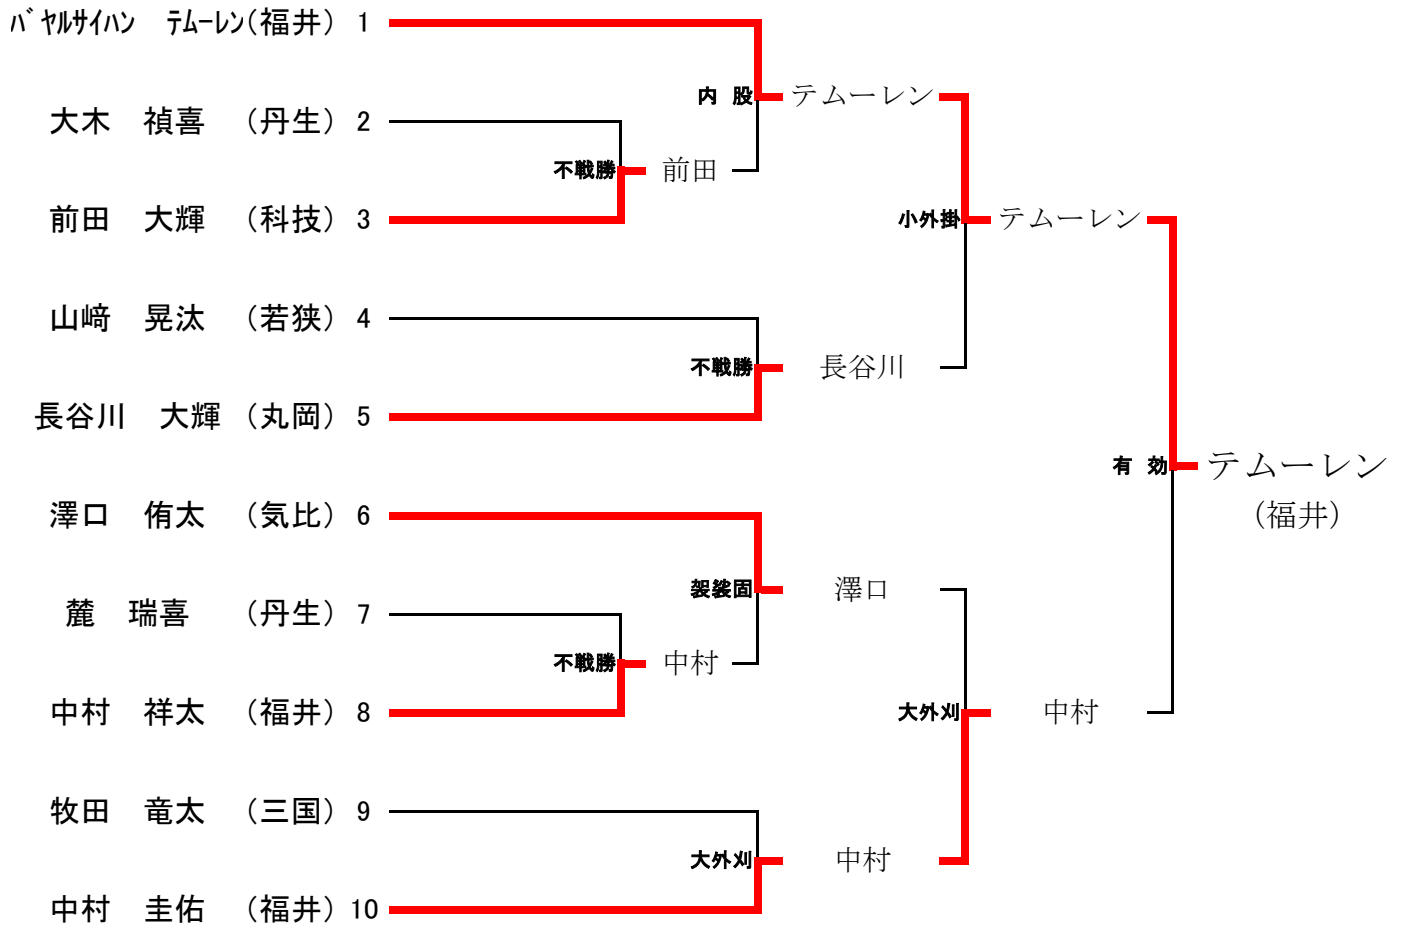 ﾊﾞﾔﾙｻｲﾊﾝ　ﾃﾑｰﾚﾝ(福井) 1
内 股 テムーレン
大木　禎喜　（丹生） 2
不戦勝 前田
前田　大輝　（科技） 3
小外掛 テムーレン
山﨑　晃汰　（若狭） 4
不戦勝 長谷川
長谷川　大輝　（丸岡） 5
有 効 テムーレン
（福井）
澤口　侑太　（気比） 6
袈裟固 澤口
麓　瑞喜　（丹生） 7
不戦勝 中村
中村　祥太　（福井） 8
大外刈 中村
牧田　竜太　（三国） 9
大外刈 中村
中村　圭佑　（福井） 10